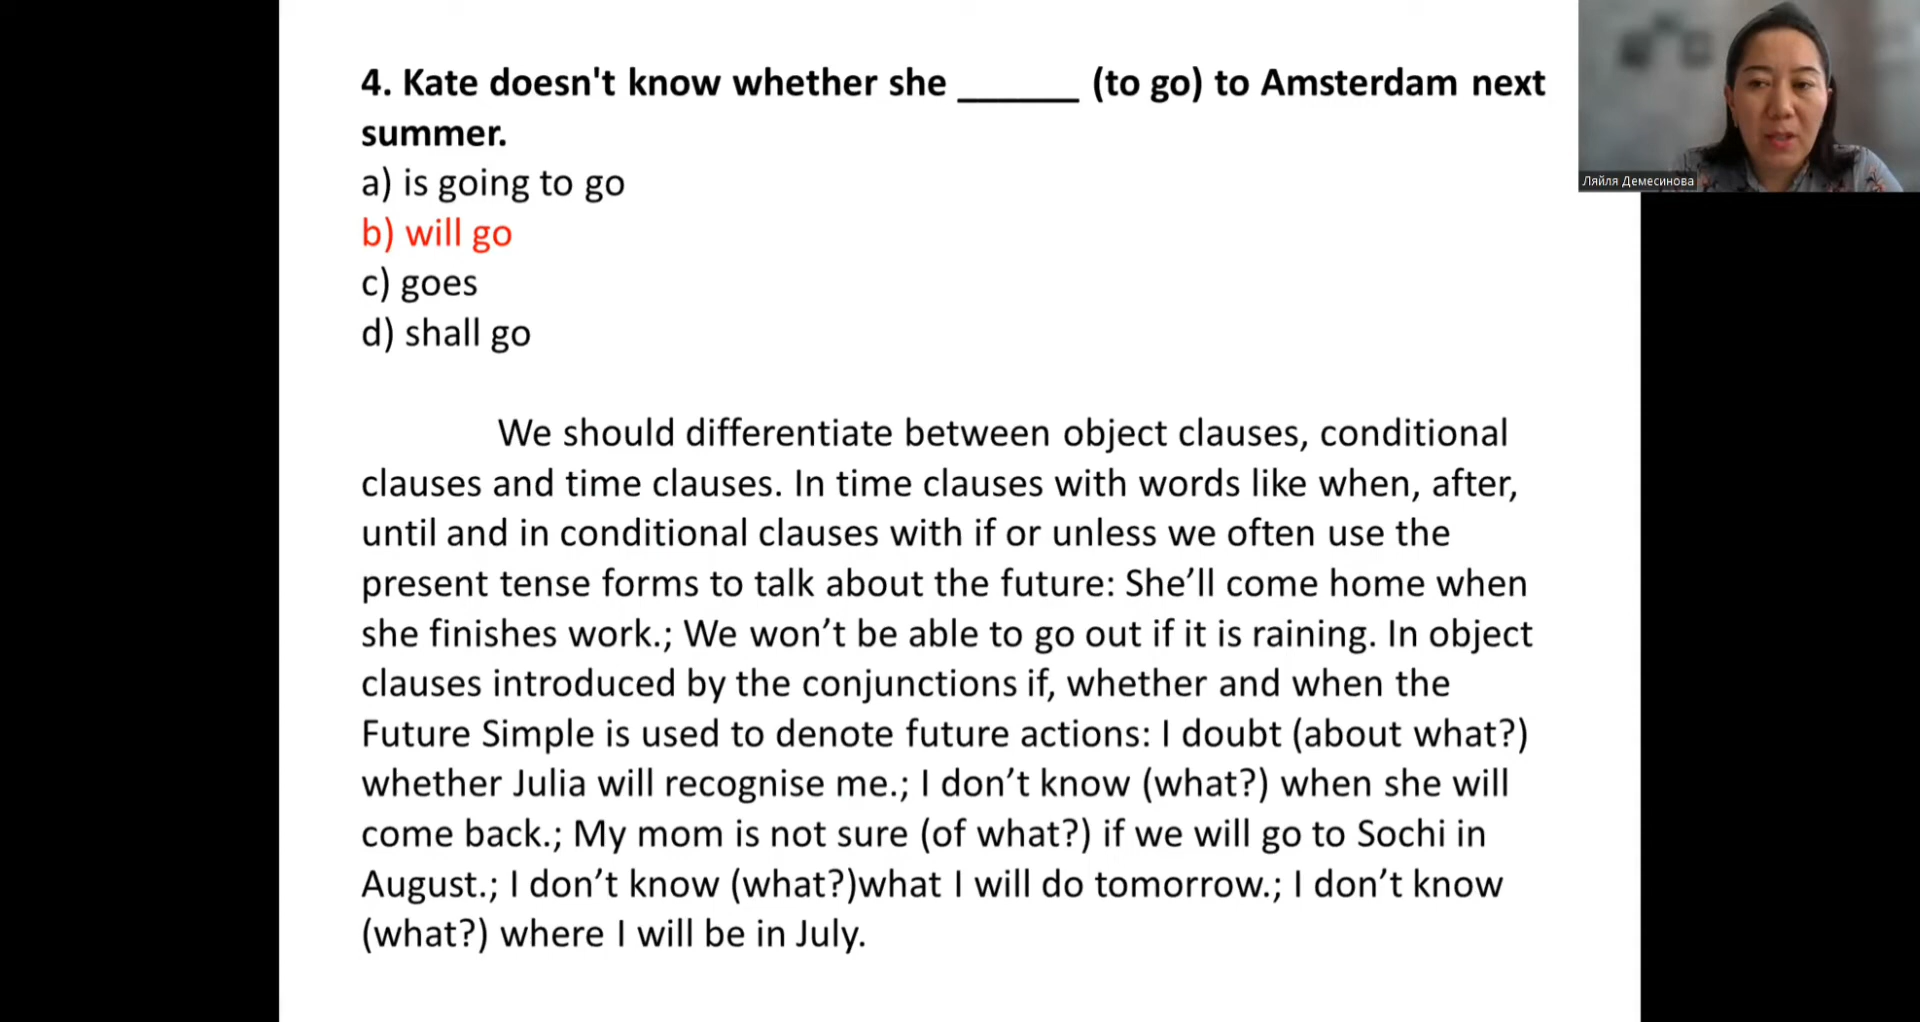 4. Kate doesn't know whether she ______ (to go) to Amsterdam next
summer.
a) is going to go
b) will go
c) goes
d) shall go
We should differentiate between object clauses, conditional
clauses and time clauses. In time clauses with words like when, after,
until and in conditional clauses with if or unless we often use the
present tense forms to talk about the future: She’ll come home when
she finishes work.; We won’t be able to go out if it is raining. In object
clauses introduced by the conjunctions if, whether and when the
Future Simple is used to denote future actions: I doubt (about what?)
whether Julia will recognise me.; I don’t know (what?) when she will
come back.; My mom is not sure (of what?) if we will go to Sochi in
August.; I don’t know (what?)what I will do tomorrow.; I don’t know
(what?) where I will be in July.
Ляйля Демесинова